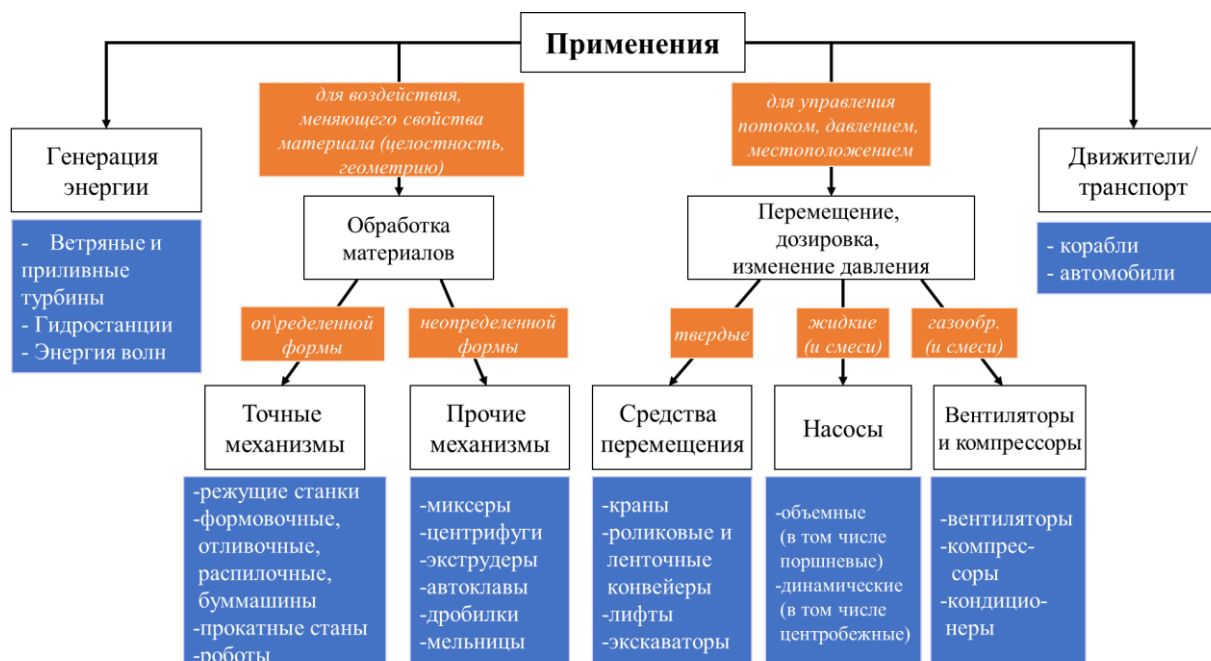 Применения
для воздействия,
меняющего свойства
материала (целостность,
геометрию)
для управления
потоком, давлением,
местоположением
Генерация
энергии
Движители/
транспорт
- Ветряные и
приливные
турбины
- Гидростанции
- Энергия волн
Обработка
материалов
Перемещение,
дозировка,
изменение давления
- корабли
- автомобили
оп\ределенной
формы
неопределенной
формы
твердые
жидкие
(и смеси)
газообр.
(и смеси)
Точные
механизмы
Прочие
механизмы
Средства
перемещения
Насосы
Вентиляторы
и компрессоры
-режущие станки
-формовочные,
отливочные,
распилочные,
буммашины
-прокатные станы
-роботы
-миксеры
-центрифуги
-экструдеры
-автоклавы
-дробилки
-мельницы
-краны
-роликовые и
ленточные
конвейеры
-лифты
-экскаваторы
-объемные
(в том числе
поршневые)
-динамические
(в том числе
центробежные)
-вентиляторы
-компрес-
соры
-кондицио-
неры